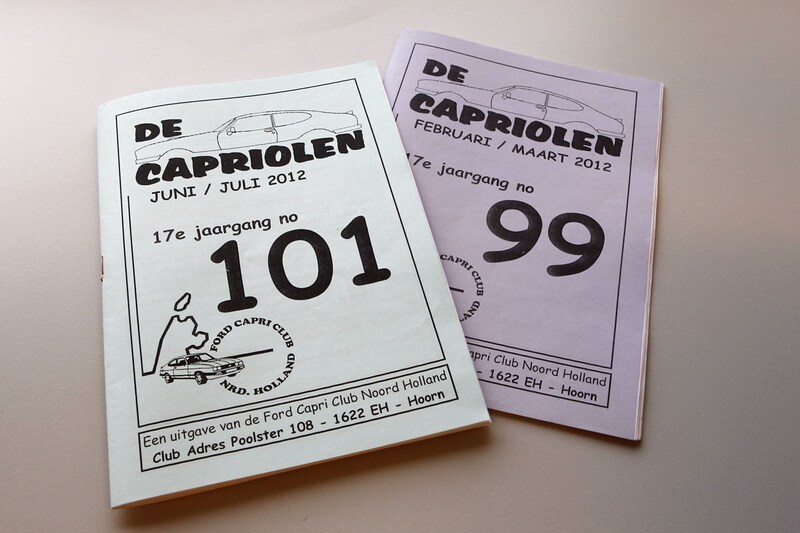 DE
CAPRIOLEN
JUNI / JULI 2012
17e jaargang no
101
FORD CAPRI CLUB
NRD. HOLLAND
Een uitgave van de Ford Capri Club Noord Holland
Club Adres Poolster 108 - 1622 EH - Hoorn
DE
CAPRIOLEN
FEBRUARI / MAART 2012
17e jaargang no
99
CAPRI CLUB
Capri Club Noord Holland
- 1622 EH - Hoorn